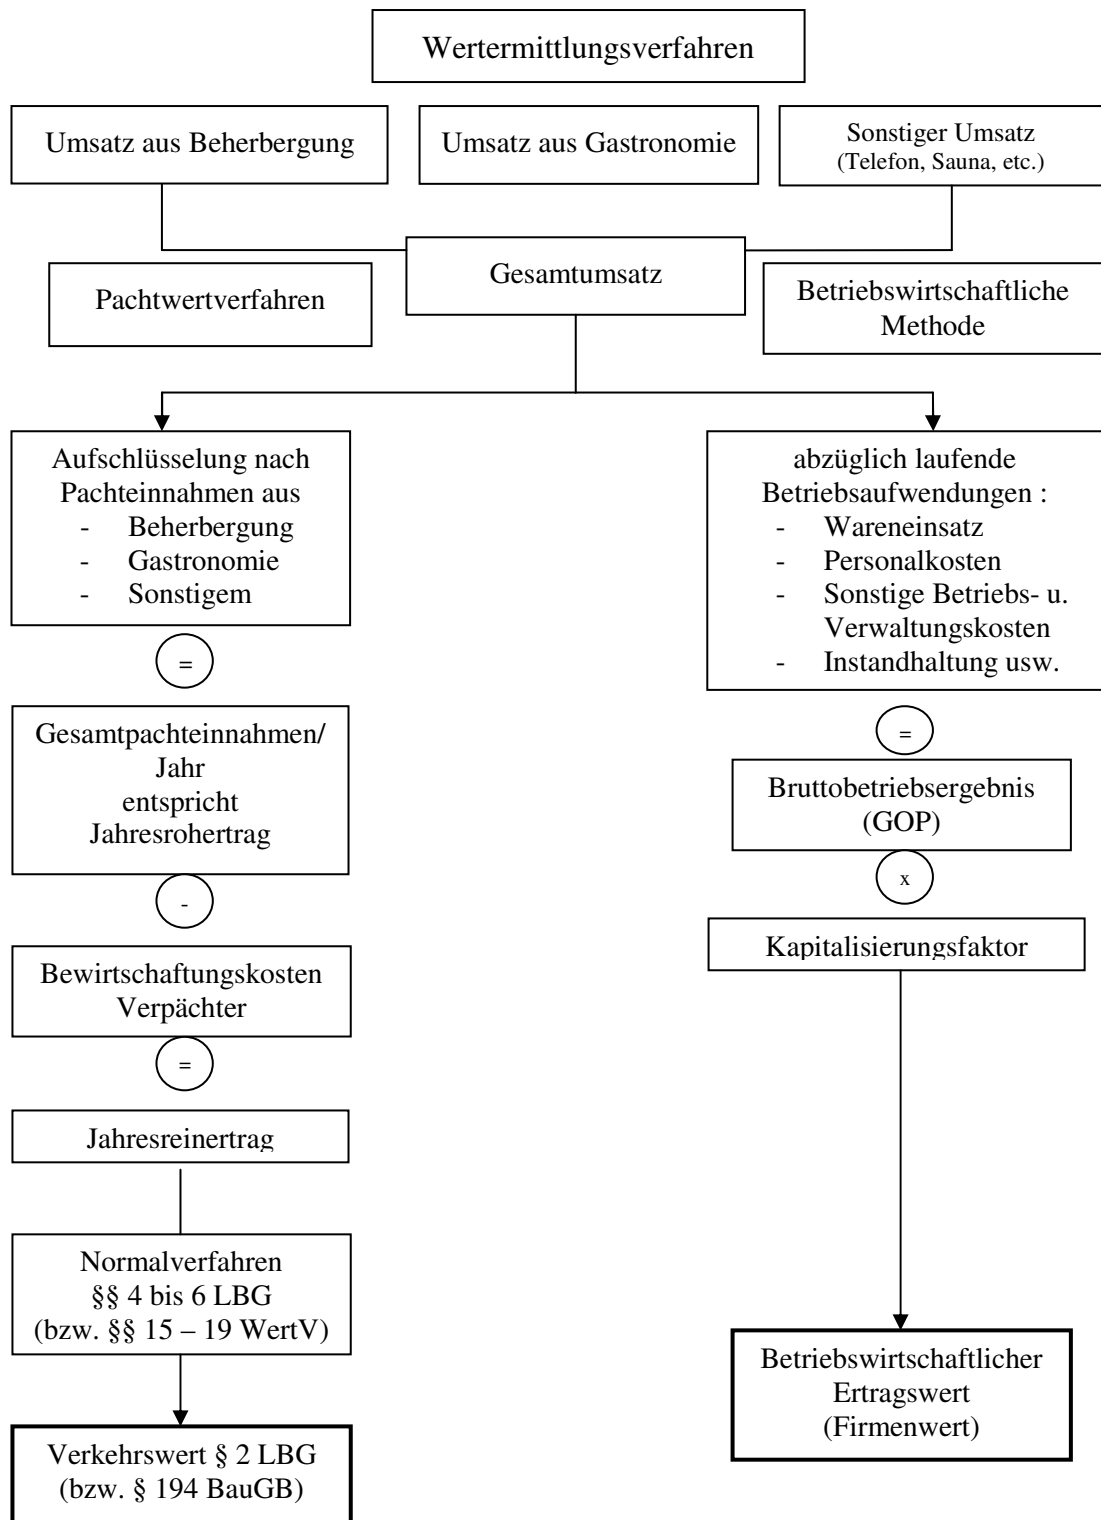 Wertermittlungsverfahren
Umsatz aus Beherbergung
Umsatz aus Gastronomie
Sonstiger Umsatz
(Telefon, Sauna, etc.)
Gesamtumsatz
Pachtwertverfahren
Betriebswirtschaftliche
Methode
Aufschlüsselung nach
Pachteinnahmen aus
- Beherbergung
- Gastronomie
- Sonstigem
=
Gesamtpachteinnahmen/
Jahr
entspricht
Jahresrohertrag
-
Bewirtschaftungskosten
Verpächter
=
Jahresreinertrag
Normalverfahren
§§ 4 bis 6 LBG
(bzw. §§ 15 – 19 WertV)
Verkehrswert § 2 LBG
(bzw. § 194 BauGB)
abzüglich laufende
Betriebsaufwendungen :
- Wareneinsatz
- Personalkosten
- Sonstige Betriebs- u.
Verwaltungskosten
- Instandhaltung usw.
=
Bruttobetriebsergebnis
(GOP)
x
Kapitalisierungsfaktor
Betriebswirtschaftlicher
Ertragswert
(Firmenwert)